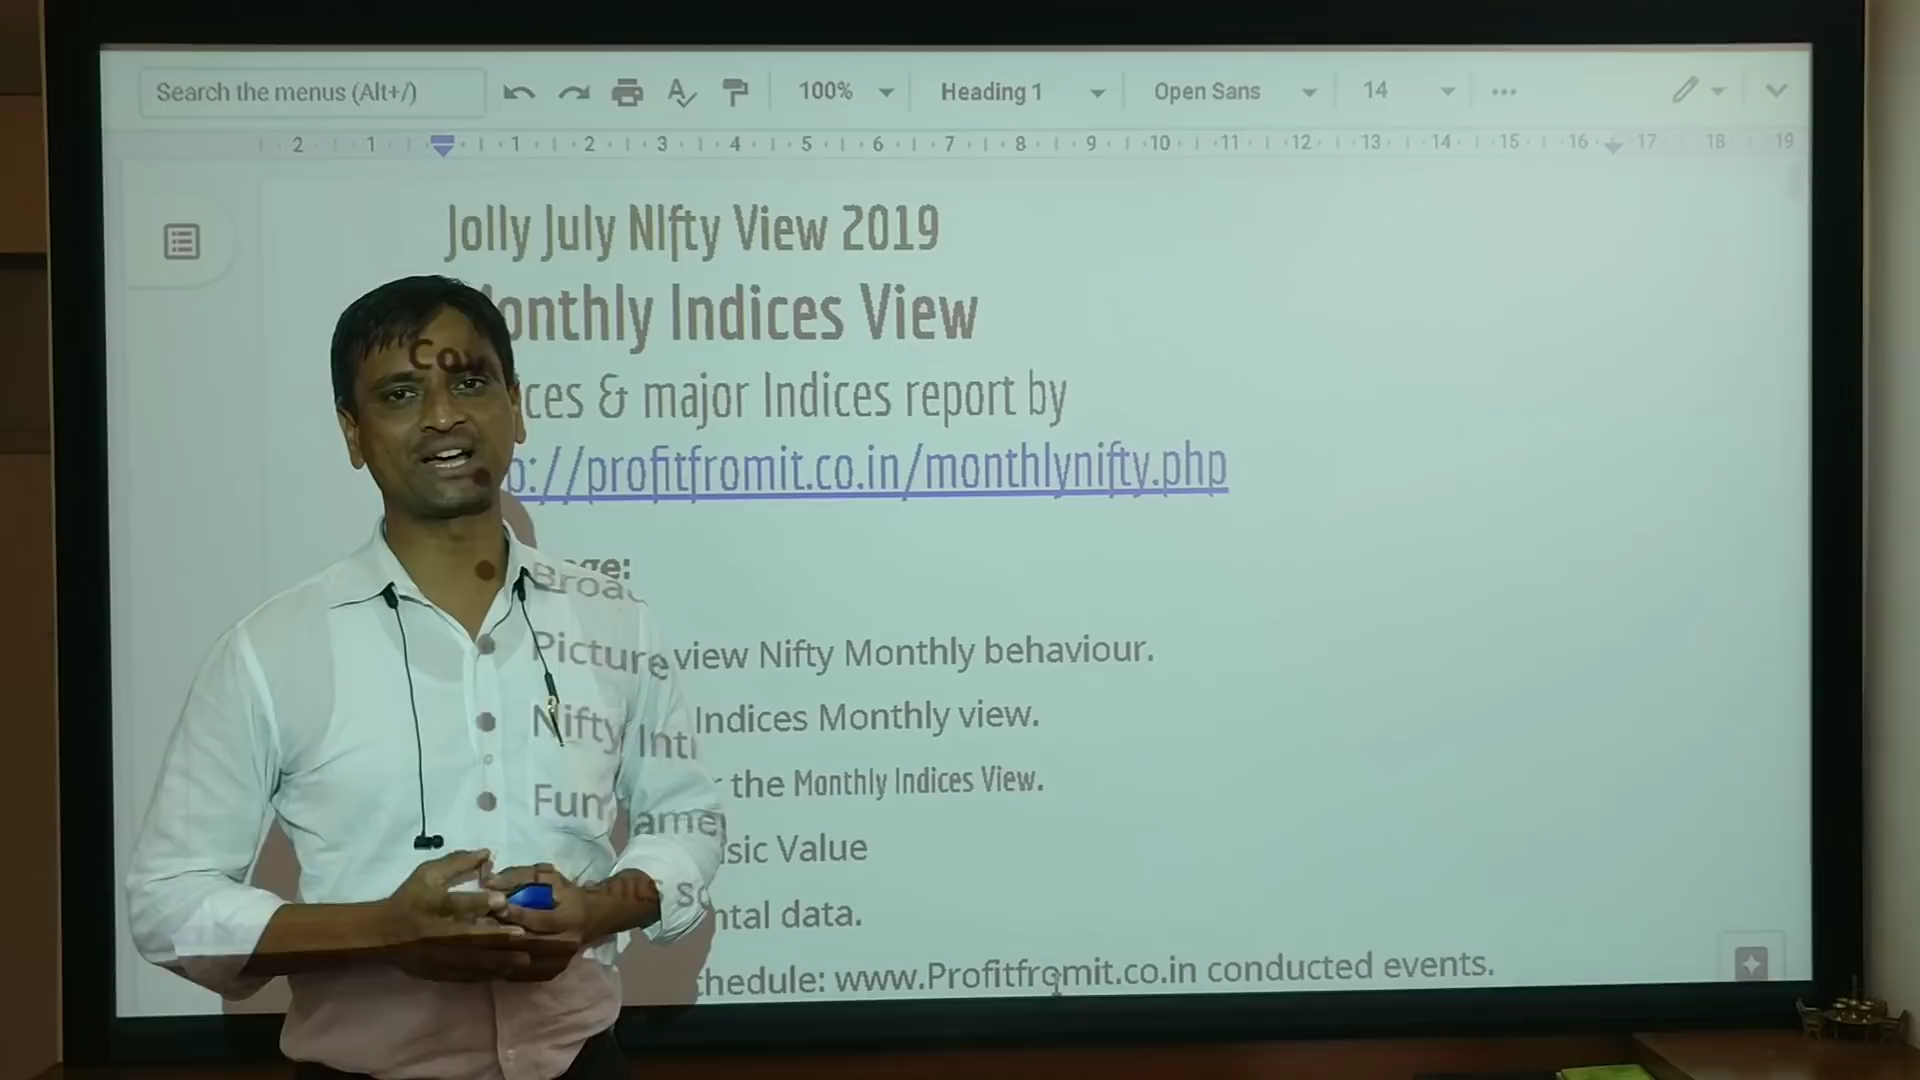 Search the menus (Alt+/) 100% Heading 1 Open Sans 14
2 1 1 2 3 4 5 6 7 8 9 10 11 12 13 14 15 16 17 18 19
Jolly July NIfty View 2019
onthly Indices View
ces & major Indices report by
p://profitfromit.co.in/monthlynifty.php
Picture view Nifty Monthly behaviour.
Nifty Indices Monthly view.
the Monthly Indices View.
Value
data.
www.Profitfromit.co.in conducted events.